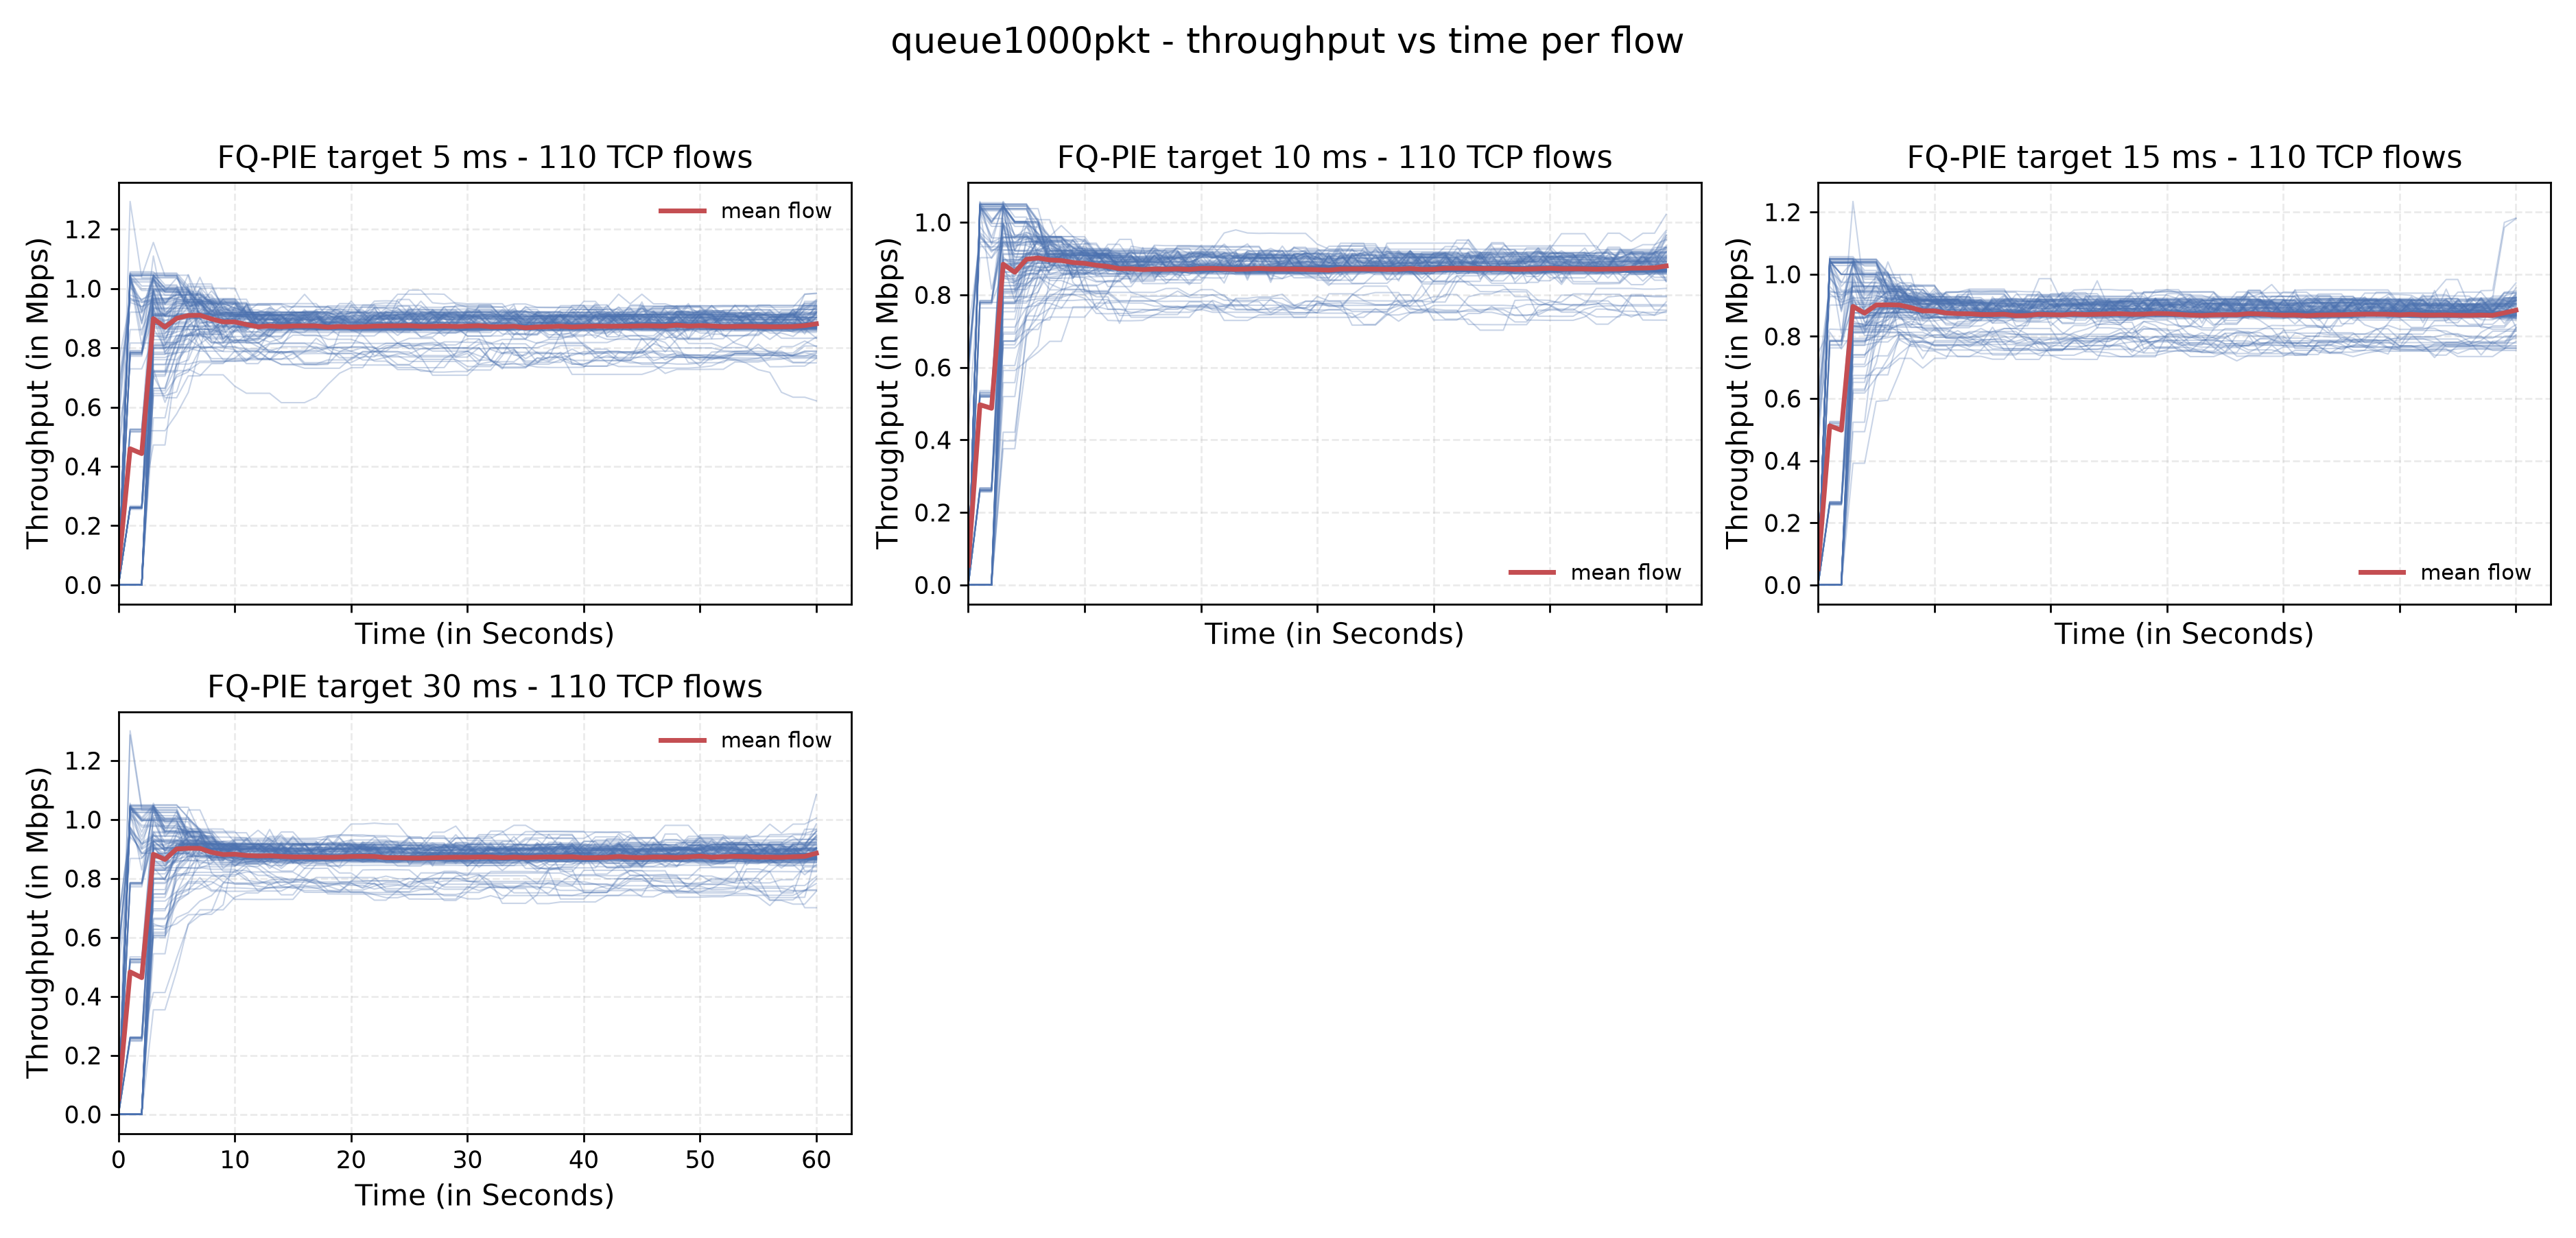 queue1000pkt - throughput vs time per flow
FQ-PIE target 5 ms - 110 TCP flows
Throughput (in Mbps)
1.2
1.0
0.8
0.6
0.4
0.2
0.0
mean flow
Time (in Seconds)
FQ-PIE target 10 ms - 110 TCP flows
Throughput (in Mbps)
1.0
0.8
0.6
0.4
0.2
0.0
mean flow
Time (in Seconds)
FQ-PIE target 15 ms - 110 TCP flows
Throughput (in Mbps)
1.2
1.0
0.8
0.6
0.4
0.2
0.0
mean flow
Time (in Seconds)
FQ-PIE target 30 ms - 110 TCP flows
Throughput (in Mbps)
1.2
1.0
0.8
0.6
0.4
0.2
0.0
mean flow
0 10 20 30 40 50 60
Time (in Seconds)